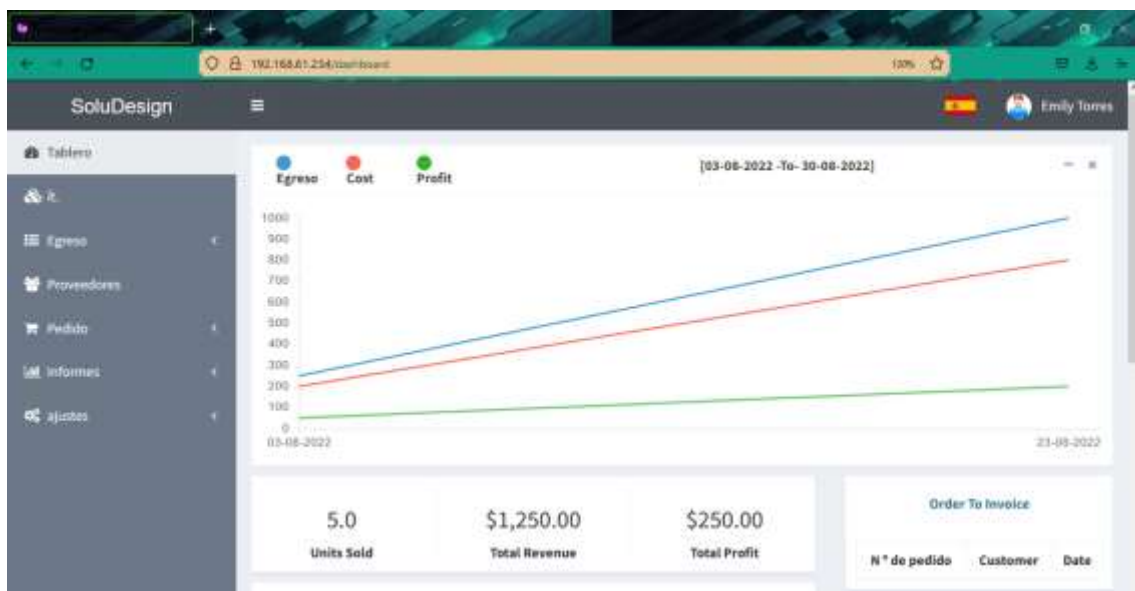 192.168.61.254/dashboard
SoluDesign
Emily Torres
Tablero
it.
Egreso
Proveedores
Pedido
Informes
ajustes
Egreso Cost Profit
[03-08-2022 -To- 30-08-2022]
1000
900
800
700
600
500
400
300
200
100
0
03-08-2022 23-08-2022
5.0 $1,250.00 $250.00
Units Sold Total Revenue Total Profit
Order To Invoice
N° de pedido Customer Date